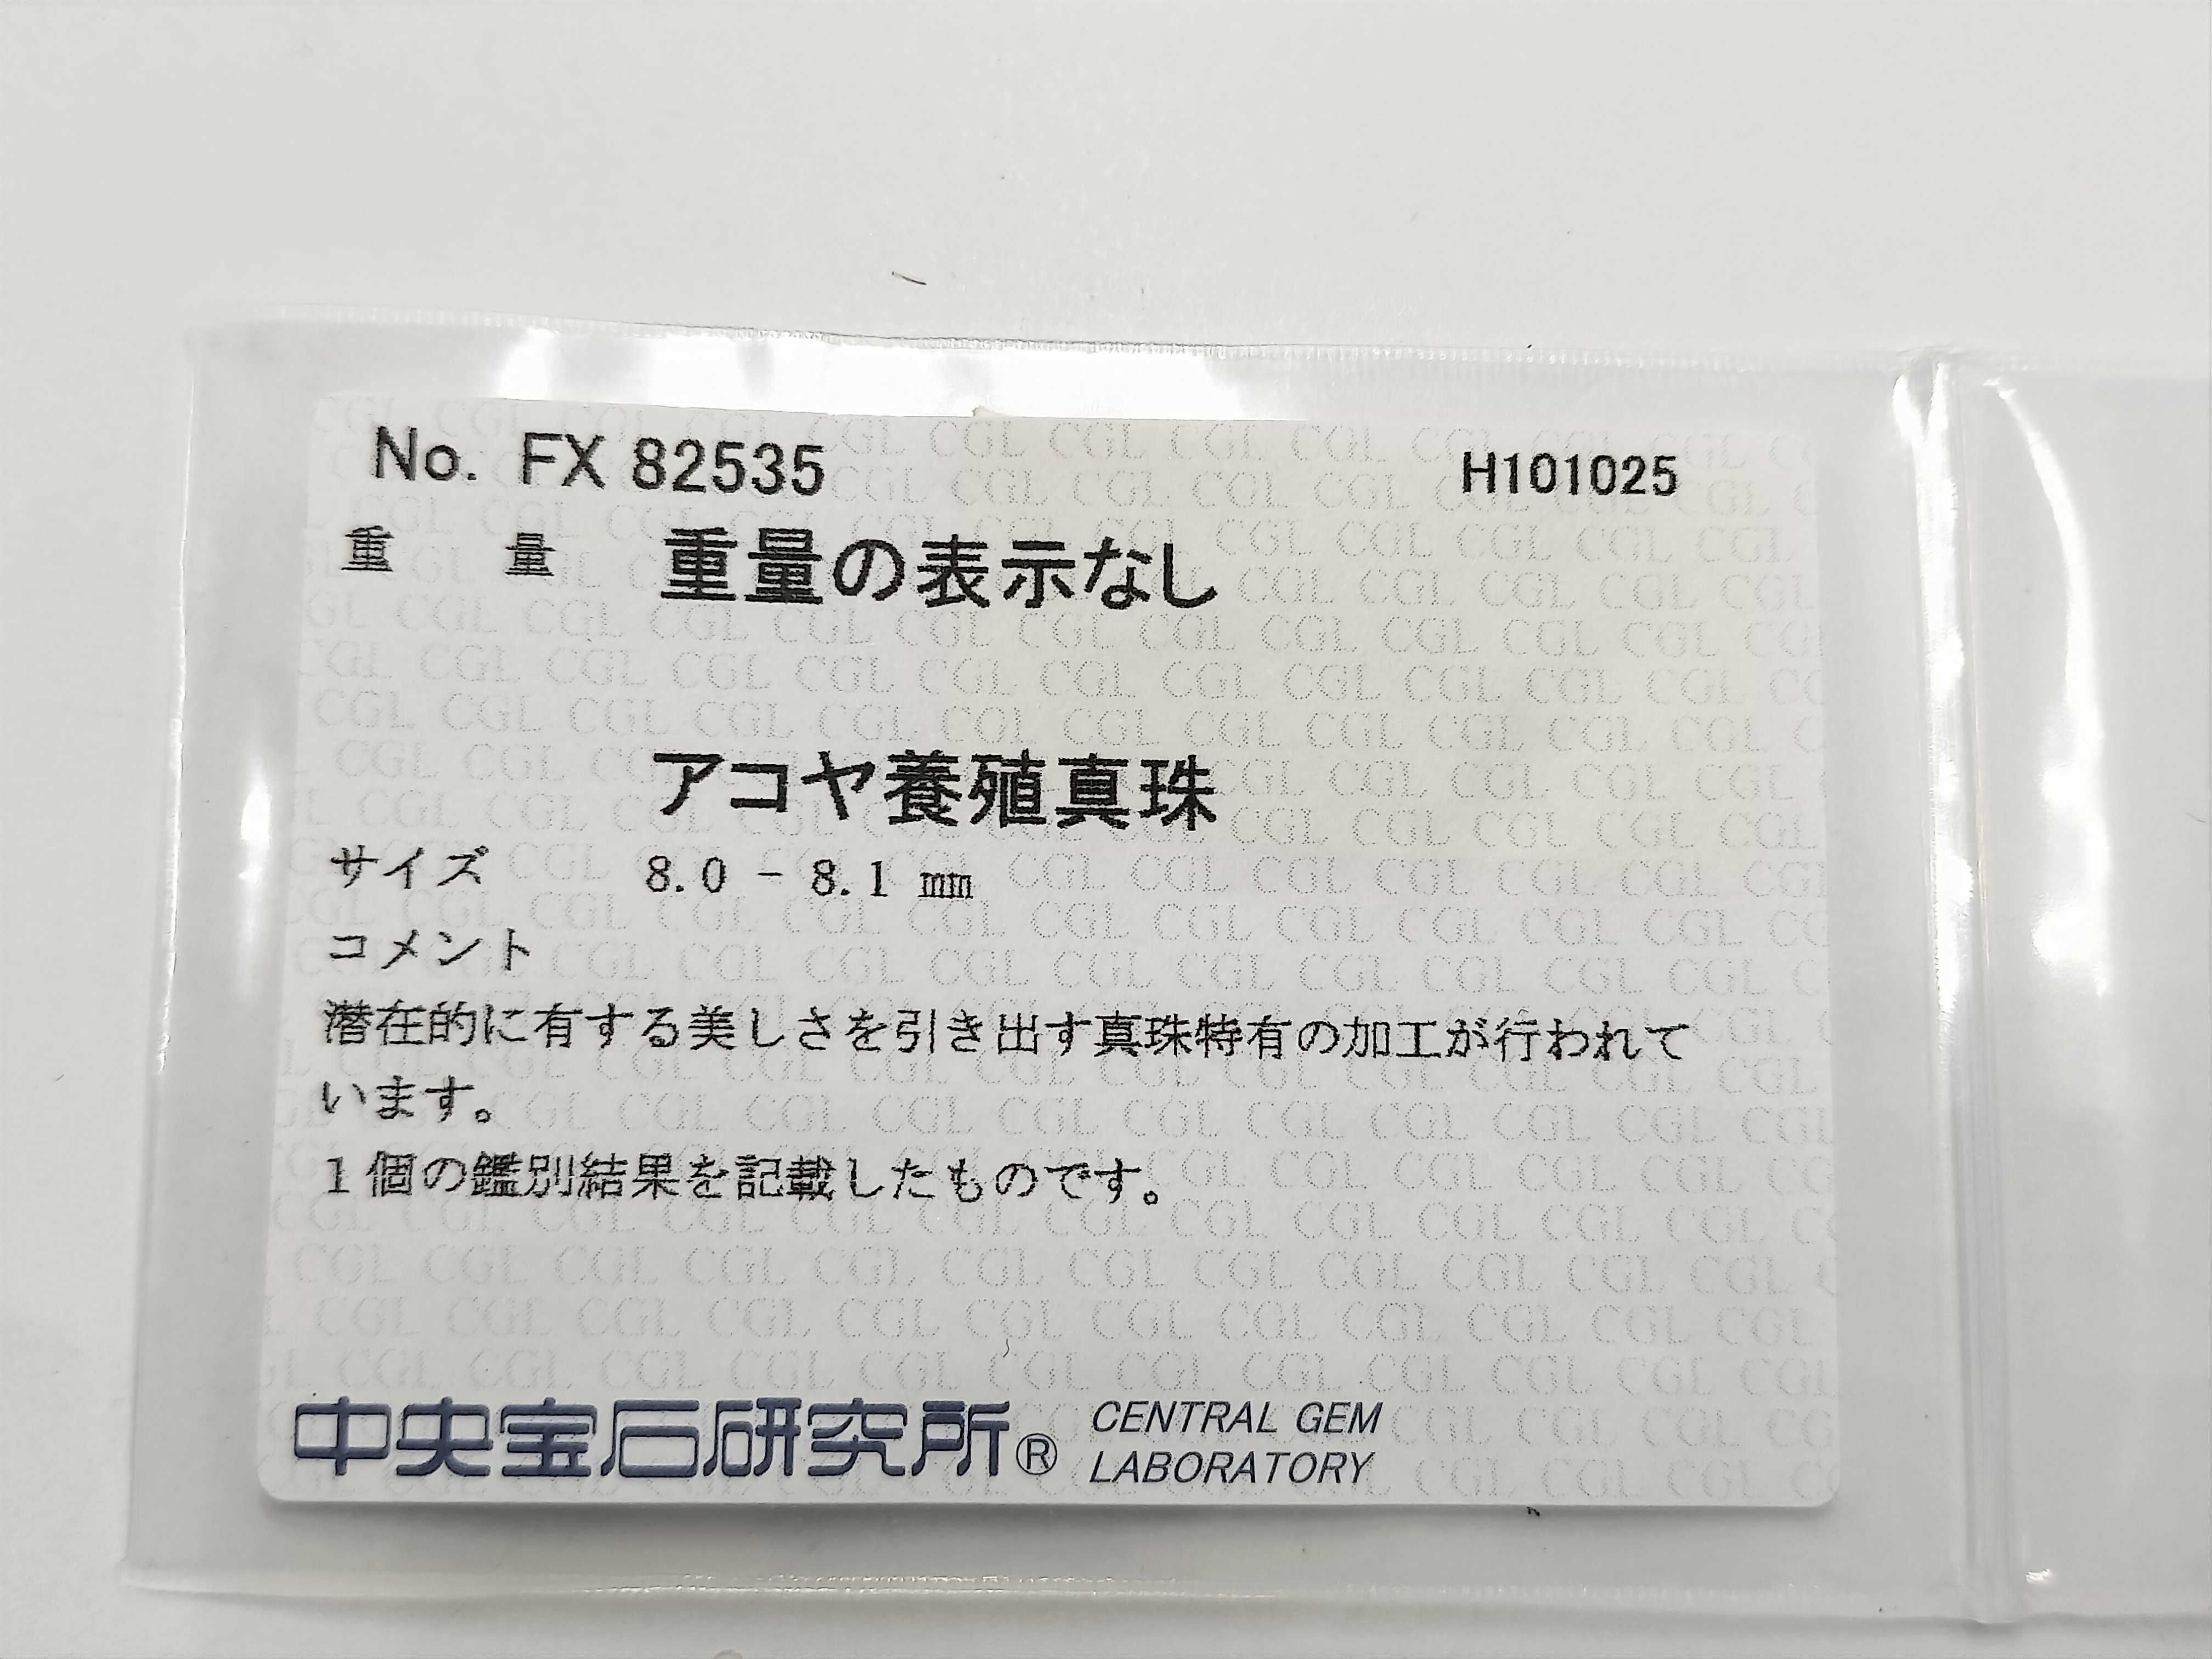 No. FX 82535 H101025
重 量 重量の表示なし
アコヤ養殖真珠
サイズ 8.0 - 8.1 ㎜
コメント
潜在的に有する美しさを引き出す真珠特有の加工が行われて
います。
1個の鑑別結果を記載したものです。
中央宝石研究所® CENTRAL GEM
LABORATORY